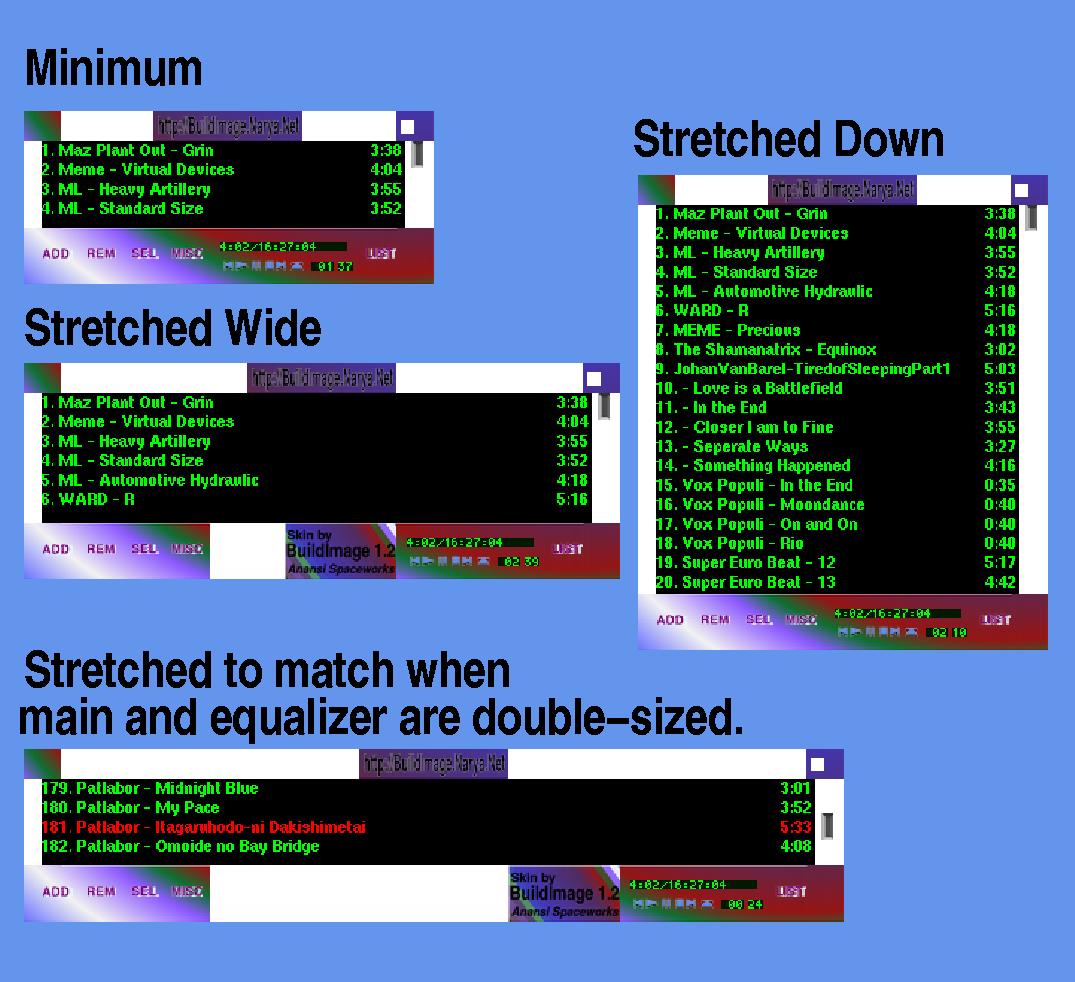 Minimum
http://BuildImage.Narya.Net
1. Maz Plant Out - Grin 3:38
2. Meme - Virtual Devices 4:04
3. ML - Heavy Artillery 3:55
4. ML - Standard Size 3:52
ADD REM SEL MISC 4:02/16:27:04 LIST
01 37
Stretched Wide
http://BuildImage.Narya.Net
1. Maz Plant Out - Grin 3:38
2. Meme - Virtual Devices 4:04
3. ML - Heavy Artillery 3:55
4. ML - Standard Size 3:52
5. ML - Automotive Hydraulic 4:18
6. WARD - R 5:16
ADD REM SEL MISC
Skin by
BuildImage 1.2
Anansi Spaceworks
4:02/16:27:04 LIST
02 39
Stretched Down
http://BuildImage.Narya.Net
1. Maz Plant Out - Grin 3:38
2. Meme - Virtual Devices 4:04
3. ML - Heavy Artillery 3:55
4. ML - Standard Size 3:52
5. ML - Automotive Hydraulic 4:18
6. WARD - R 5:16
7. MEME - Precious 4:18
8. The Shamanatrix - Equinox 3:02
9. JohanVanBarel-TiredofSleepingPart1 5:03
10. - Love is a Battlefield 3:51
11. - In the End 3:43
12. - Closer I am to Fine 3:55
13. - Seperate Ways 3:27
14. - Something Happened 4:16
15. Vox Populi - In the End 0:35
16. Vox Populi - Moondance 0:40
17. Vox Populi - On and On 0:40
18. Vox Populi - Rio 0:40
19. Super Euro Beat - 12 5:17
20. Super Euro Beat - 13 4:42
ADD REM SEL MISC 4:02/16:27:04 LIST
02 10
Stretched to match when
main and equalizer are double-sized.
http://BuildImage.Narya.Net
179. Patlabor - Midnight Blue 3:01
180. Patlabor - My Pace 3:52
181. Patlabor - Itagaruhodo-ni Dakishimetai 5:33
182. Patlabor - Omoide no Bay Bridge 4:08
ADD REM SEL MISC
Skin by
BuildImage 1.2
Anansi Spaceworks
4:02/16:27:04 LIST
00 24